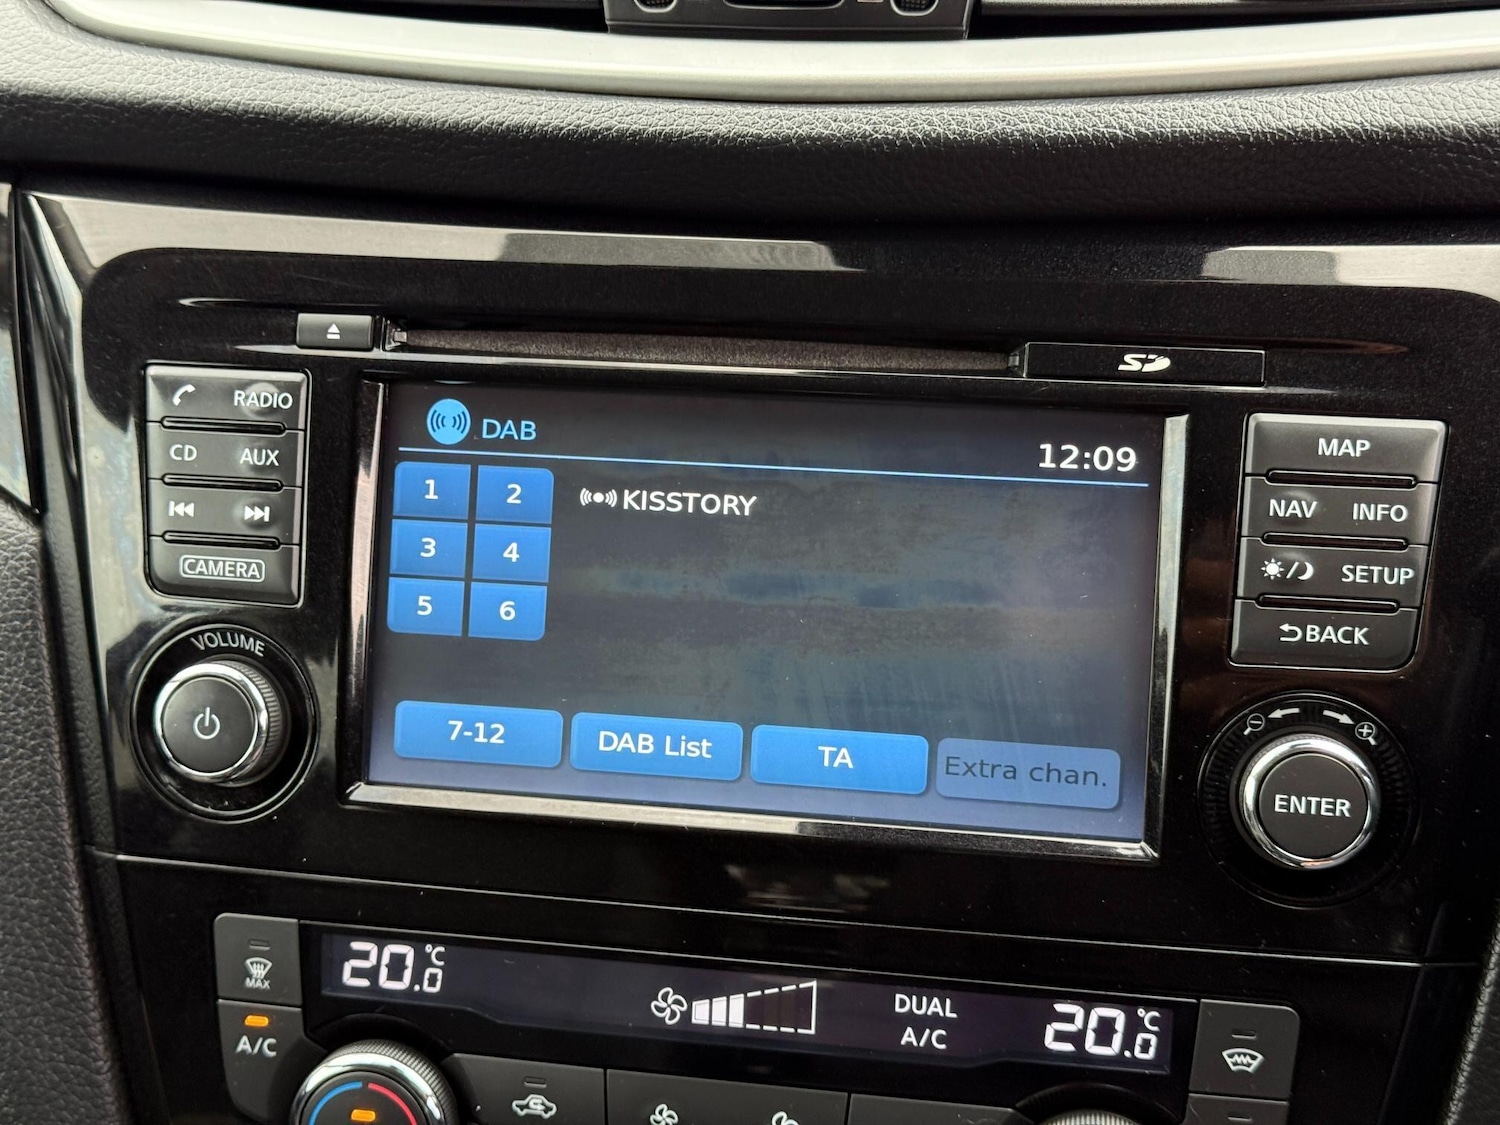 RADIO
CD AUX
CAMERA
VOLUME
SD
DAB
12:09
1 2
KISSTORY
3 4
5 6
7-12
DAB List
TA
Extra chan.
MAP
NAV INFO
SETUP
BACK
ENTER
MAX
A/C
20.0 °C
DUAL
A/C
20.0 °C